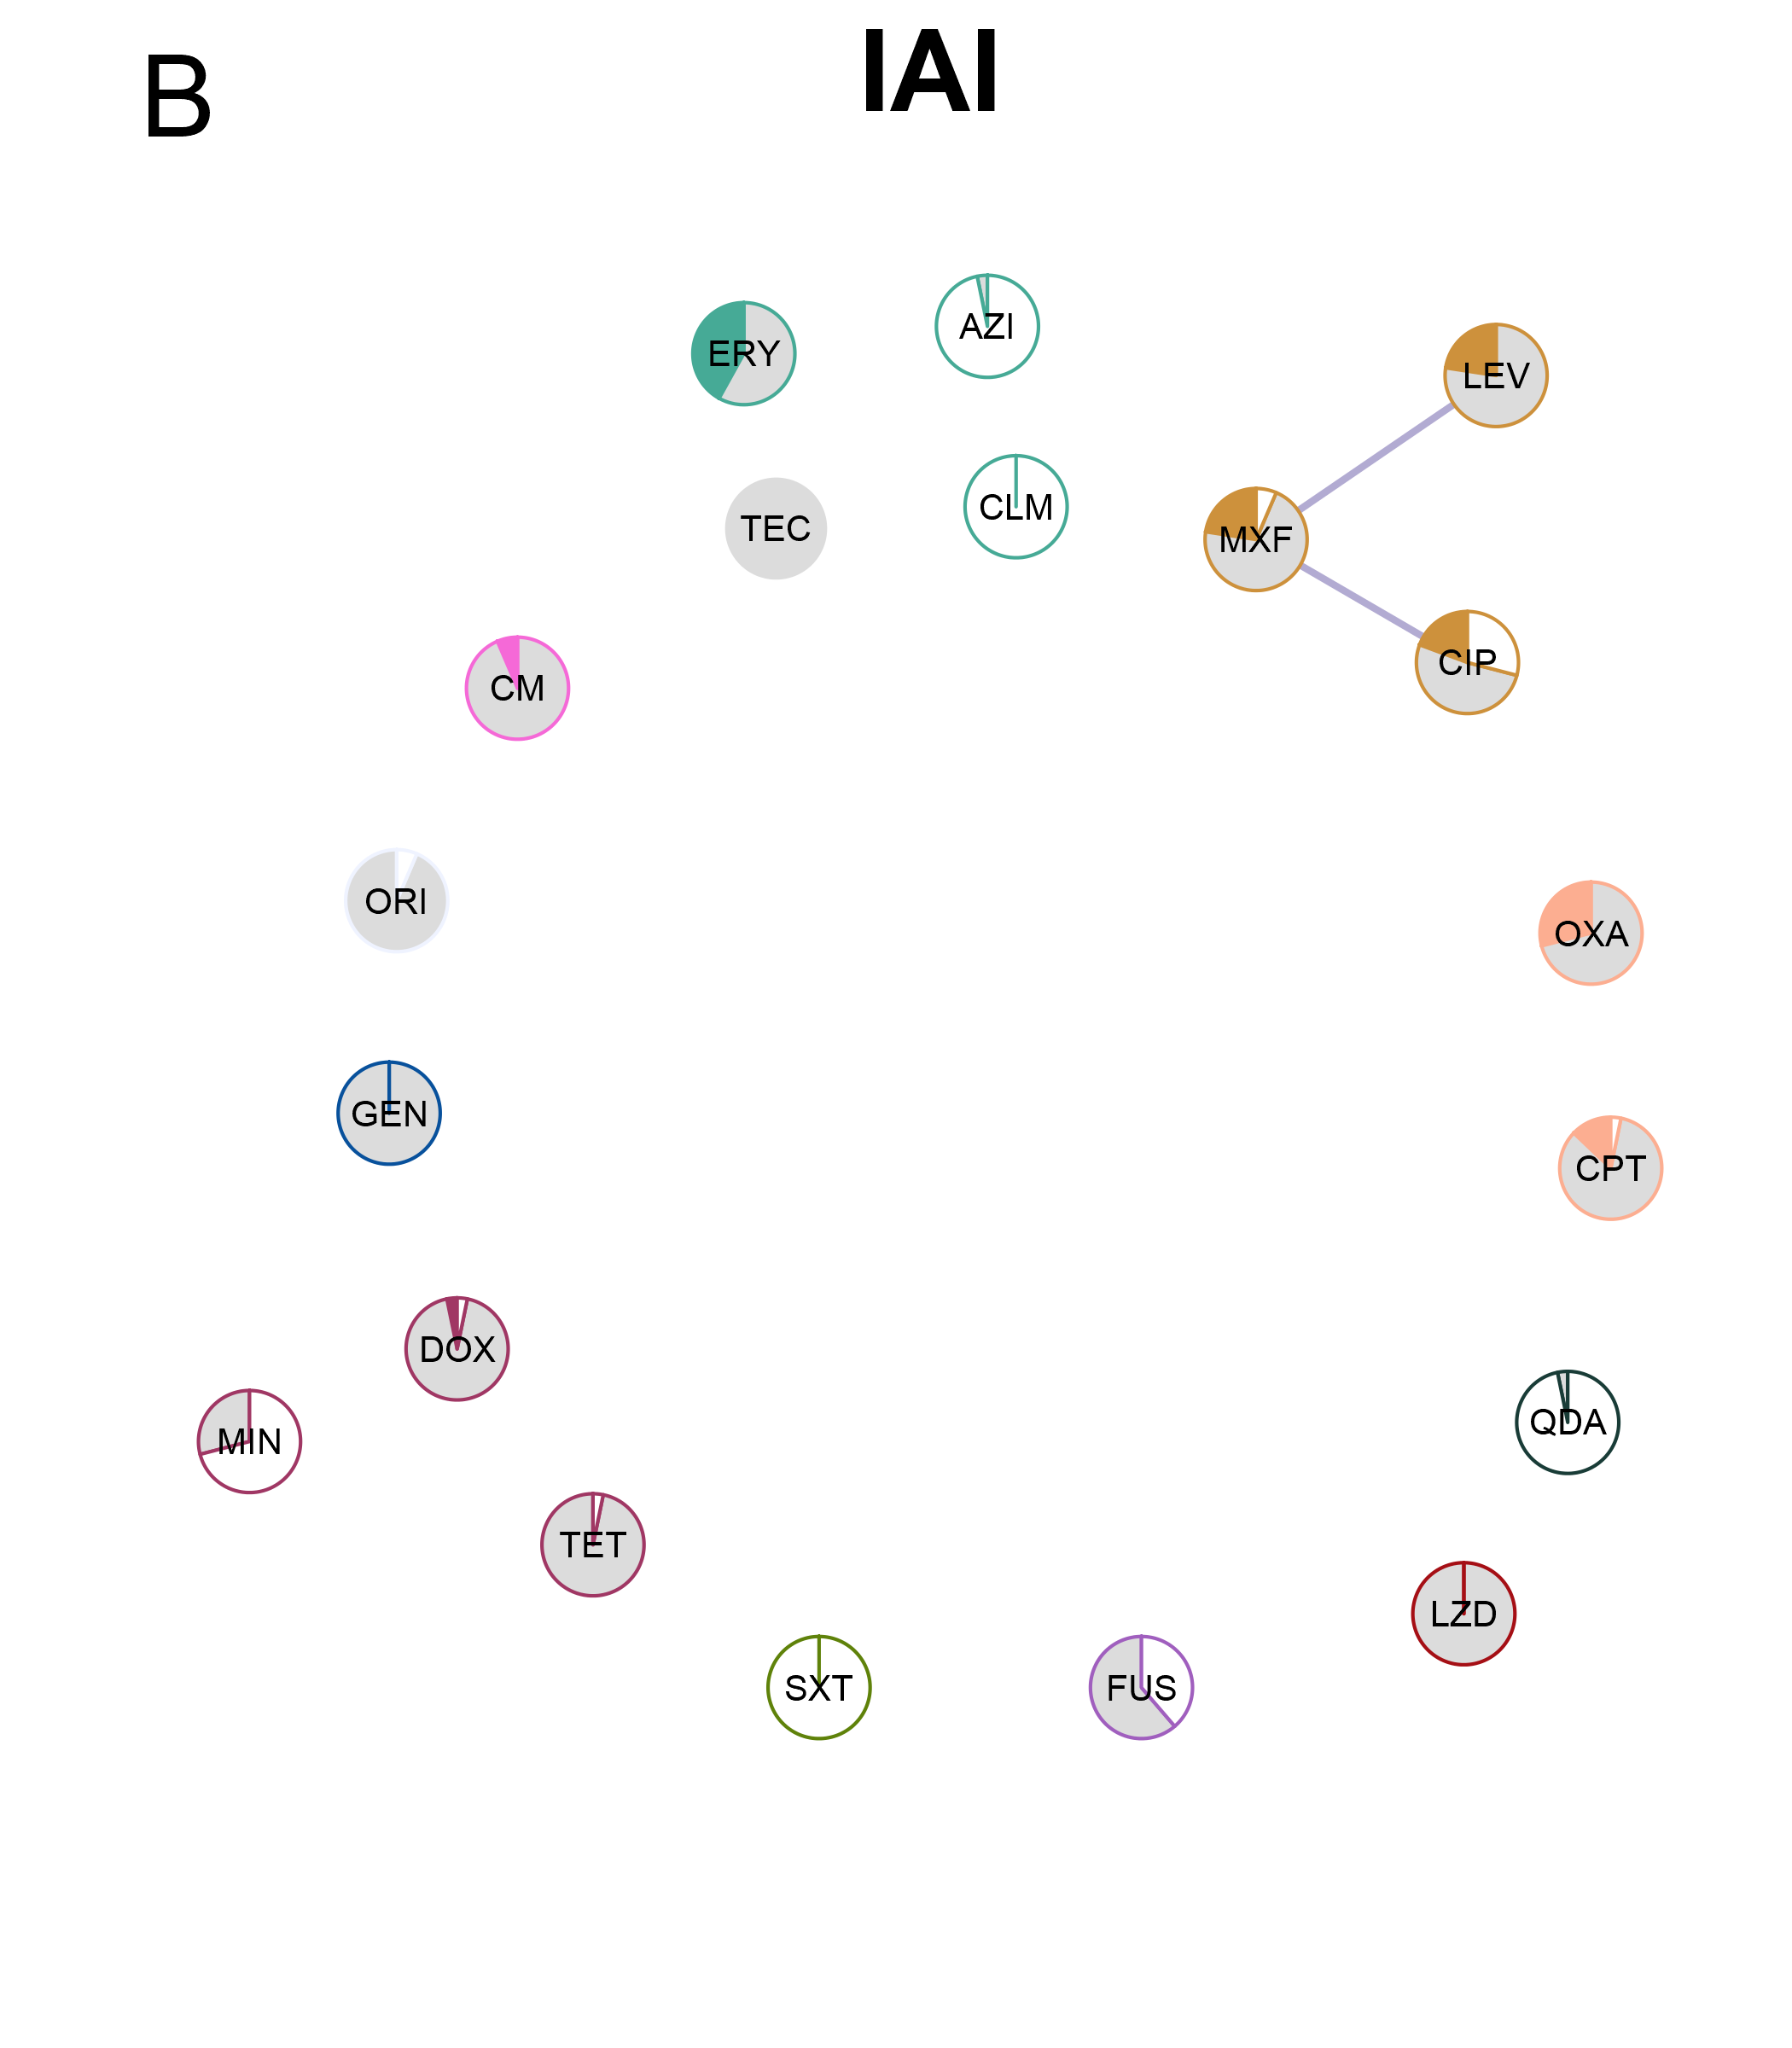 B
IAI
AZI
ERY
LEV
CLM
TEC
MXF
CIP
CM
ORI
OXA
GEN
CPT
DOX
QDA
MIN
TET
LZD
SXT
FUS